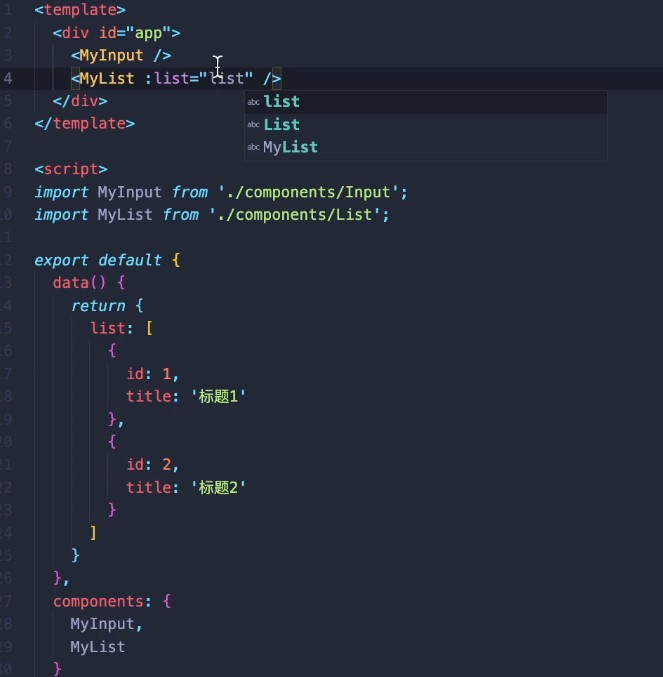 1 <template>
2   <div id="app">
3     <MyInput />
4     <MyList :list="list" />
5   </div>
6 </template>
7
8 <script>
9 import MyInput from './components/Input';
10 import MyList from './components/List';
11
12 export default {
13   data() {
14     return {
15       list: [
16         {
17           id: 1,
18           title: '标题1'
19         },
20         {
21           id: 2,
22           title: '标题2'
23         }
24       ]
25     }
26   },
27   components: {
28     MyInput,
29     MyList
30   }
abc list
abc List
abc MyList